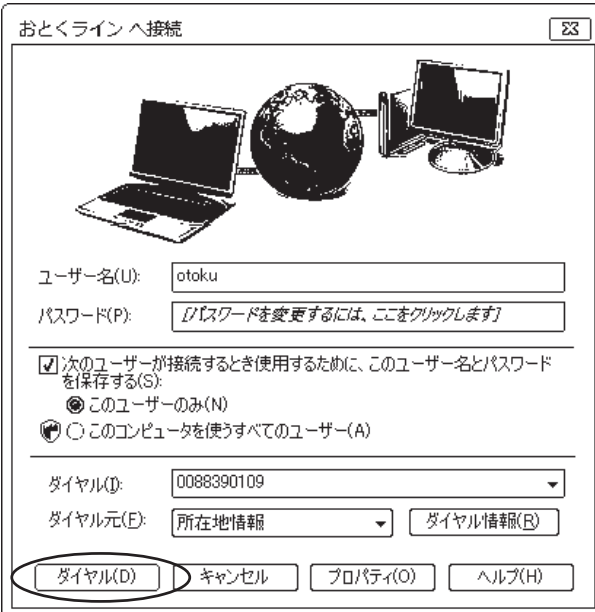 おとくライン へ接続
ユーザー名(U): otoku
パスワード(P): [パスワードを変更するには、ここをクリックします]
次のユーザーが接続するとき使用するために、このユーザー名とパスワード
を保存する(S):
このユーザーのみ(N)
このコンピュータを使うすべてのユーザー(A)
ダイヤル(I): 0088390109
ダイヤル元(F): 所在地情報 ダイヤル情報(R)
ダイヤル(D) キャンセル プロパティ(O) ヘルプ(H)